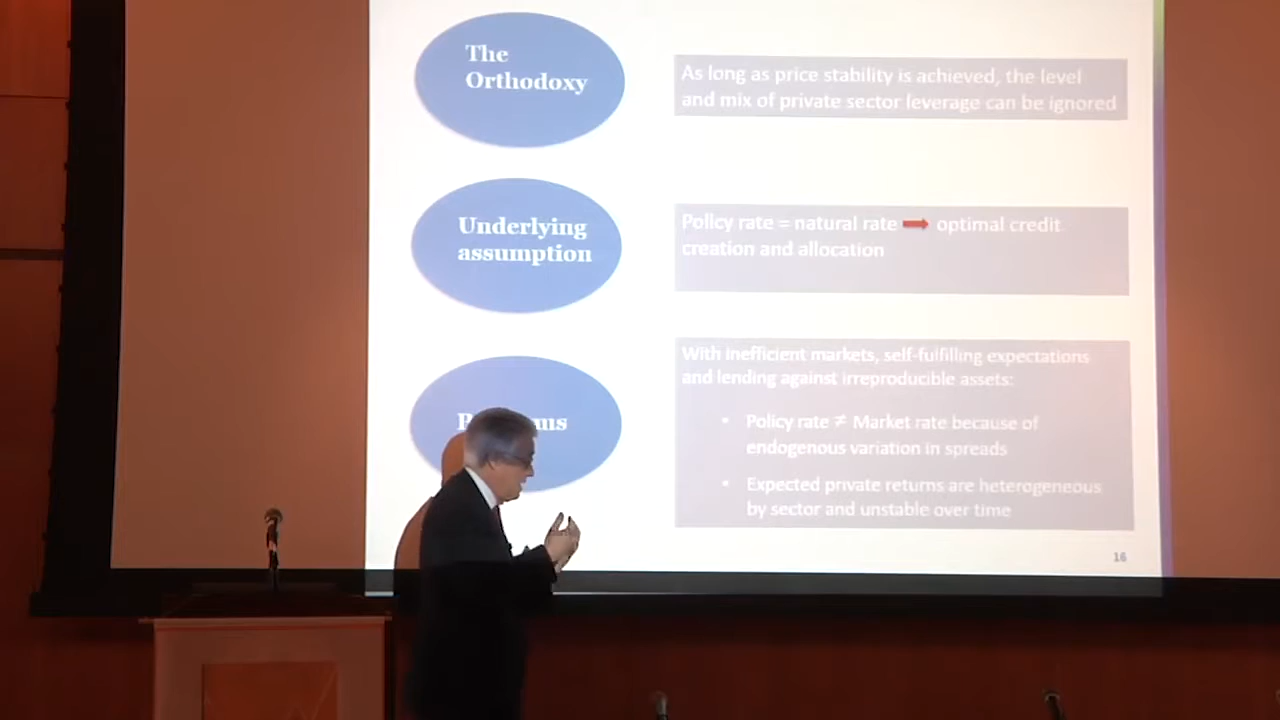 The
Orthodoxy
As long as price stability is achieved, the level
and mix of private sector leverage can be ignored
Underlying
assumption
Policy rate = natural rate ➡ optimal credit
creation and allocation
With inefficient markets, self-fulfilling expectations
and lending against irreproducible assets:
• Policy rate ≠ Market rate because of
endogenous variation in spreads
• Expected private returns are heterogeneous
by sector and unstable over time
16